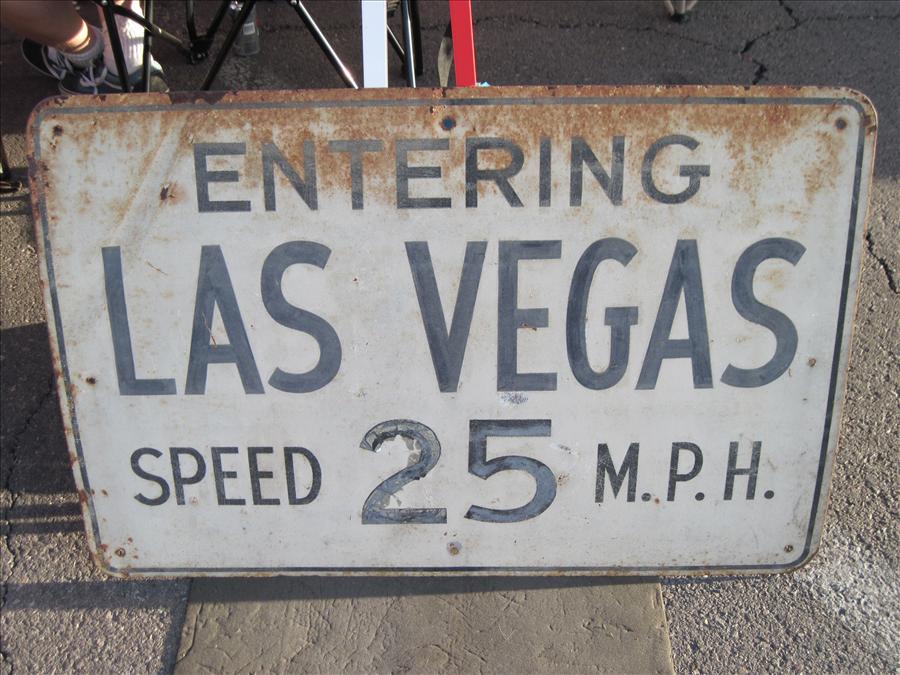 ENTERING
LAS VEGAS
SPEED 25 M.P.H.